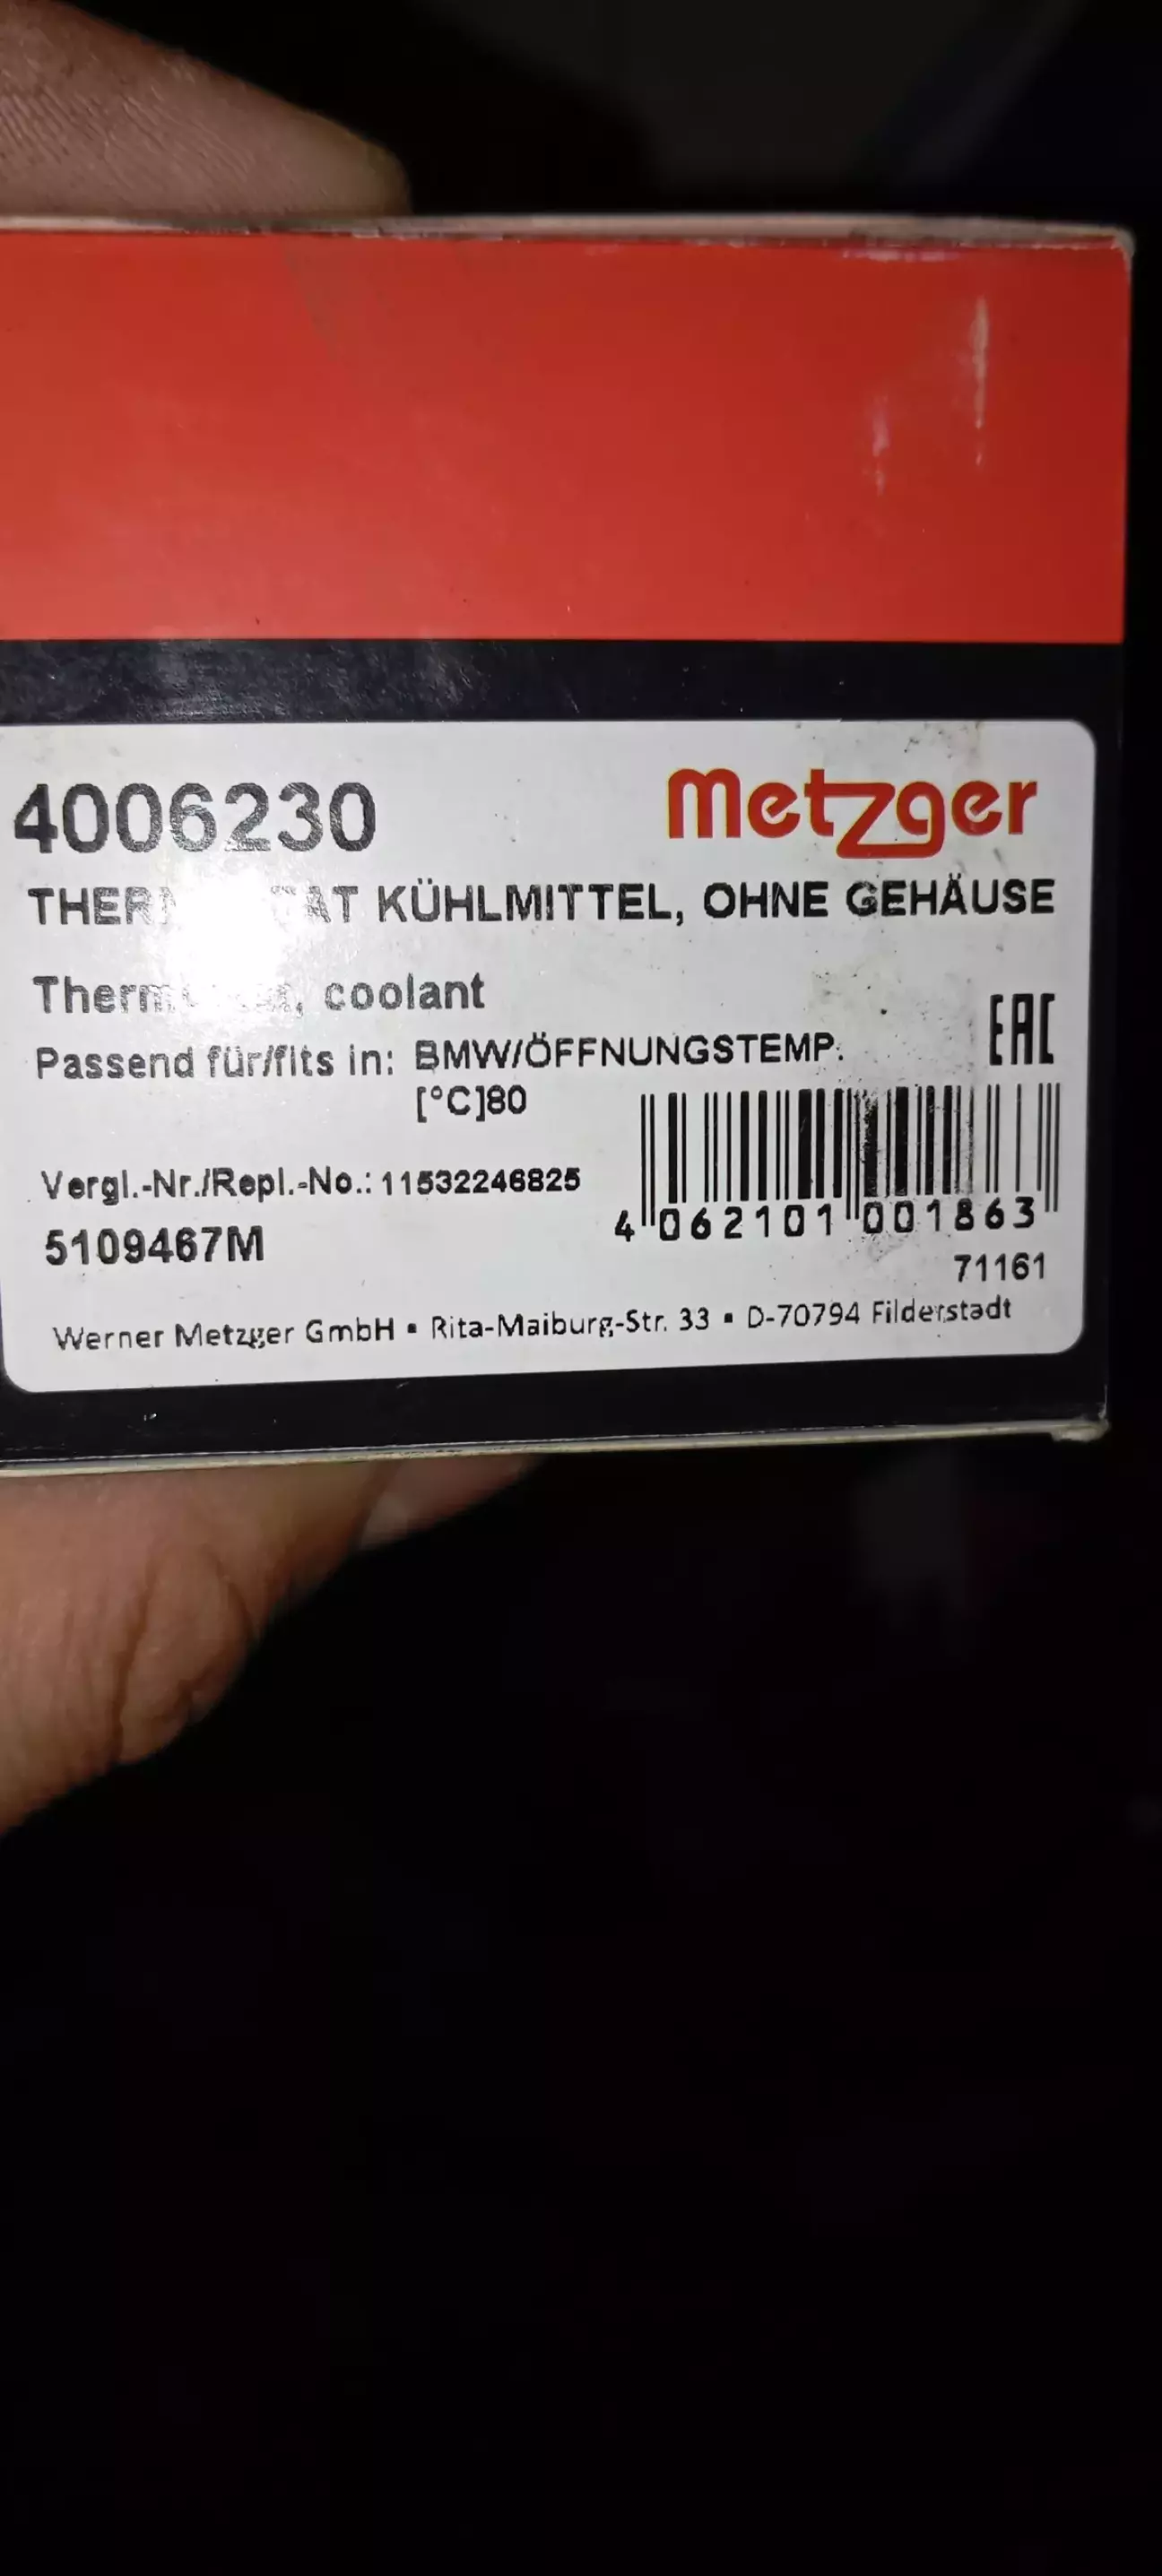 4006230
metzger
KÜHLMITTEL, OHNE GEHÄUSE
coolant
EAC
Passend für/fits in: BMW/ÖFFNUNGSTEMP.
[°C]80
Vergl.-Nr./Repl.-No.: 11532246825
5109467M
4 062101 001863
71161
Werner Metzger GmbH ▪ Rita-Maiburg-Str. 33 ▪ D-70794 Filderstadt